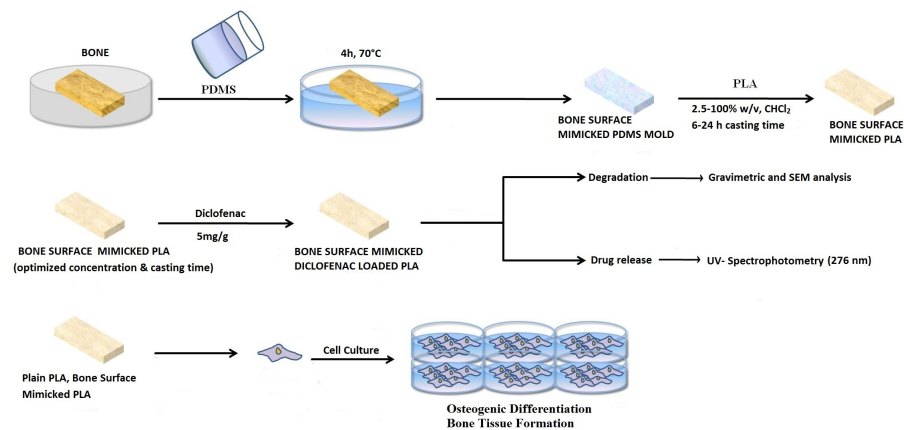 BONE
PDMS
4h, 70°C
BONE SURFACE
MIMICKED PDMS MOLD
PLA
2.5-100% w/v, CHCl₂
6-24 h casting time
BONE SURFACE
MIMICKED PLA
BONE SURFACE MIMICKED PLA
(optimized concentration & casting time)
Diclofenac
5mg/g
BONE SURFACE MIMICKED
DICLOFENAC LOADED PLA
Degradation
Gravimetric and SEM analysis
Drug release
UV- Spectrophotometry (276 nm)
Plain PLA, Bone Surface
Mimicked PLA
Cell Culture
Osteogenic Differentiation
Bone Tissue Formation